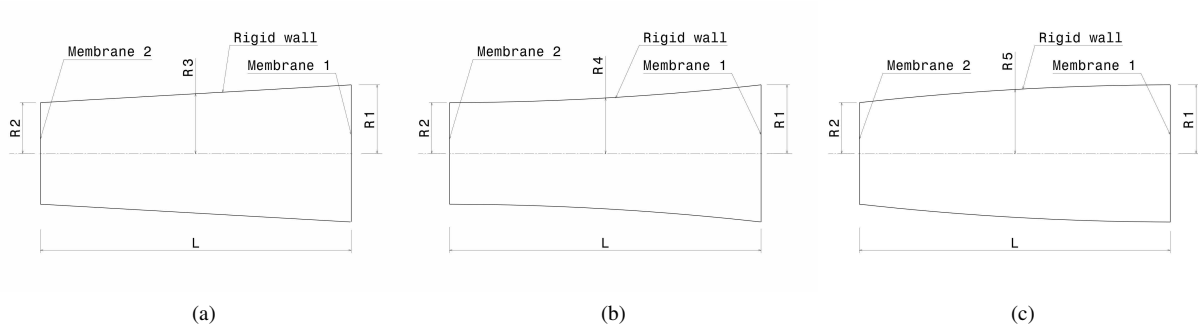 Rigid wall
Membrane 2
R3
Membrane 1
R2
R1
L
(a)
Rigid wall
Membrane 2
R4
Membrane 1
R2
R1
L
(b)
Rigid wall
Membrane 2
R5
Membrane 1
R2
R1
L
(c)